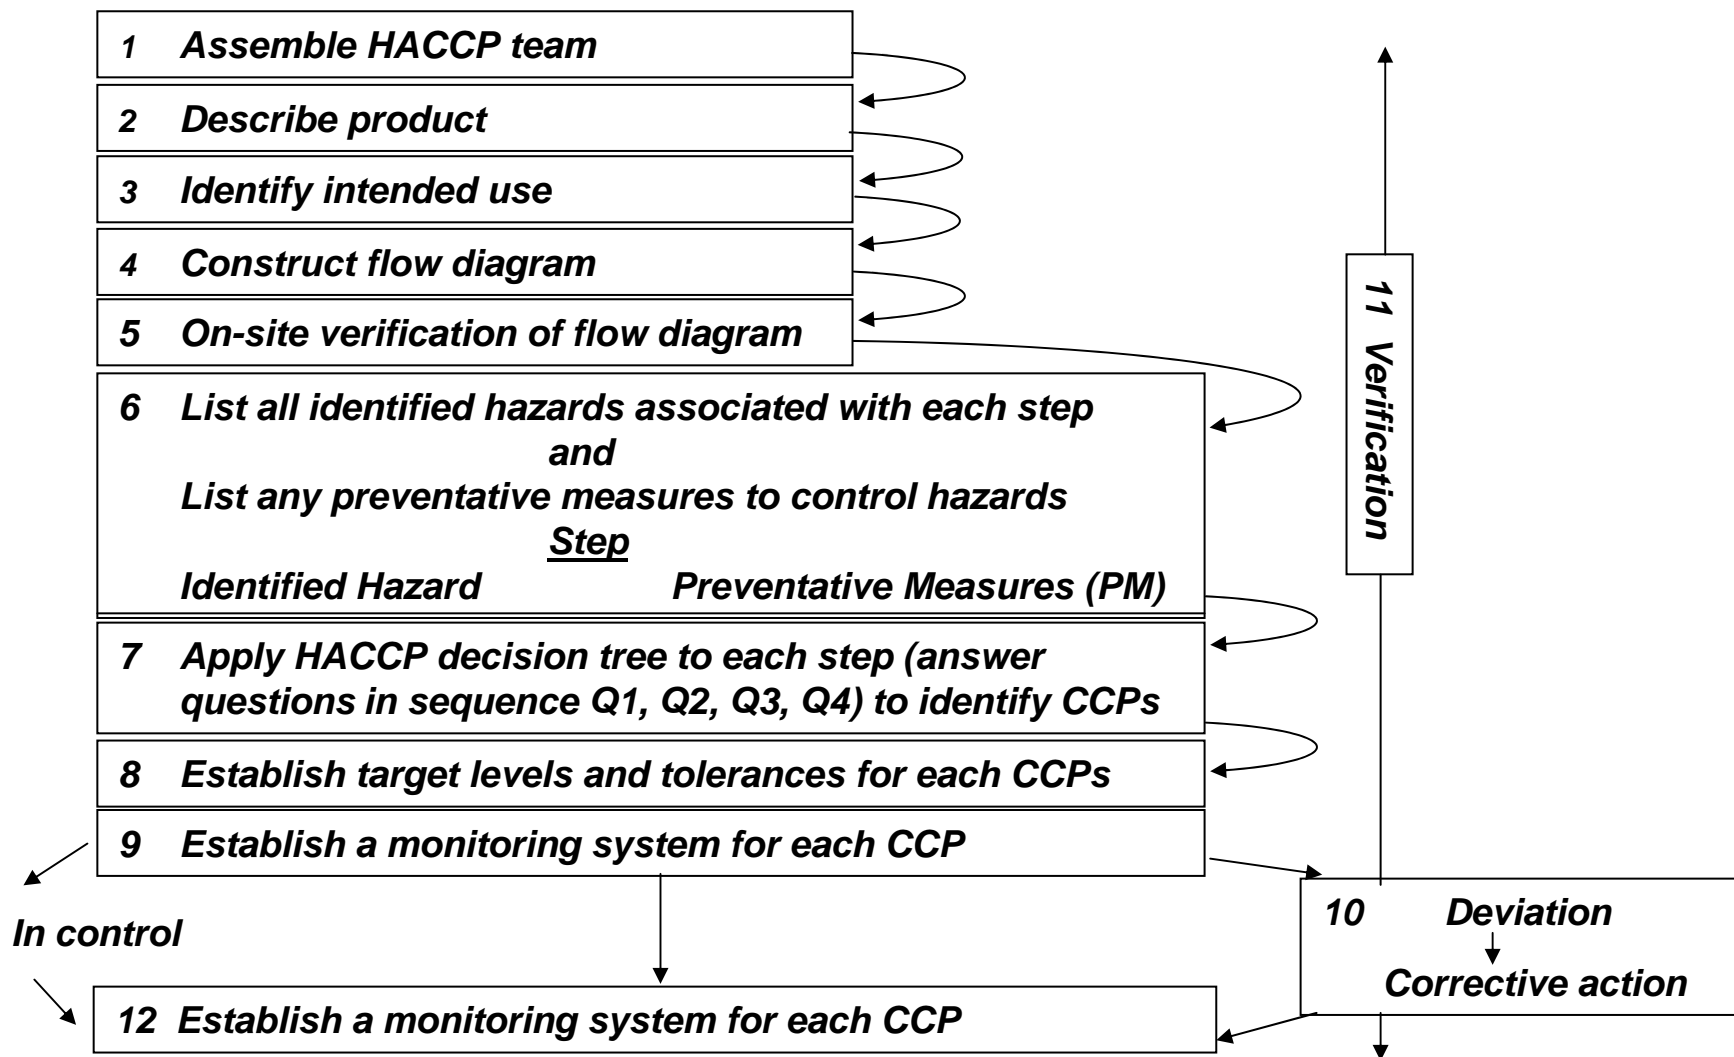 1 Assemble HACCP team
2 Describe product
3 Identify intended use
4 Construct flow diagram
5 On-site verification of flow diagram
6 List all identified hazards associated with each step
and
List any preventative measures to control hazards
Step
Identified Hazard Preventative Measures (PM)
7 Apply HACCP decision tree to each step (answer
questions in sequence Q1, Q2, Q3, Q4) to identify CCPs
8 Establish target levels and tolerances for each CCPs
9 Establish a monitoring system for each CCP
In control
10 Deviation
Corrective action
11 Verification
12 Establish a monitoring system for each CCP